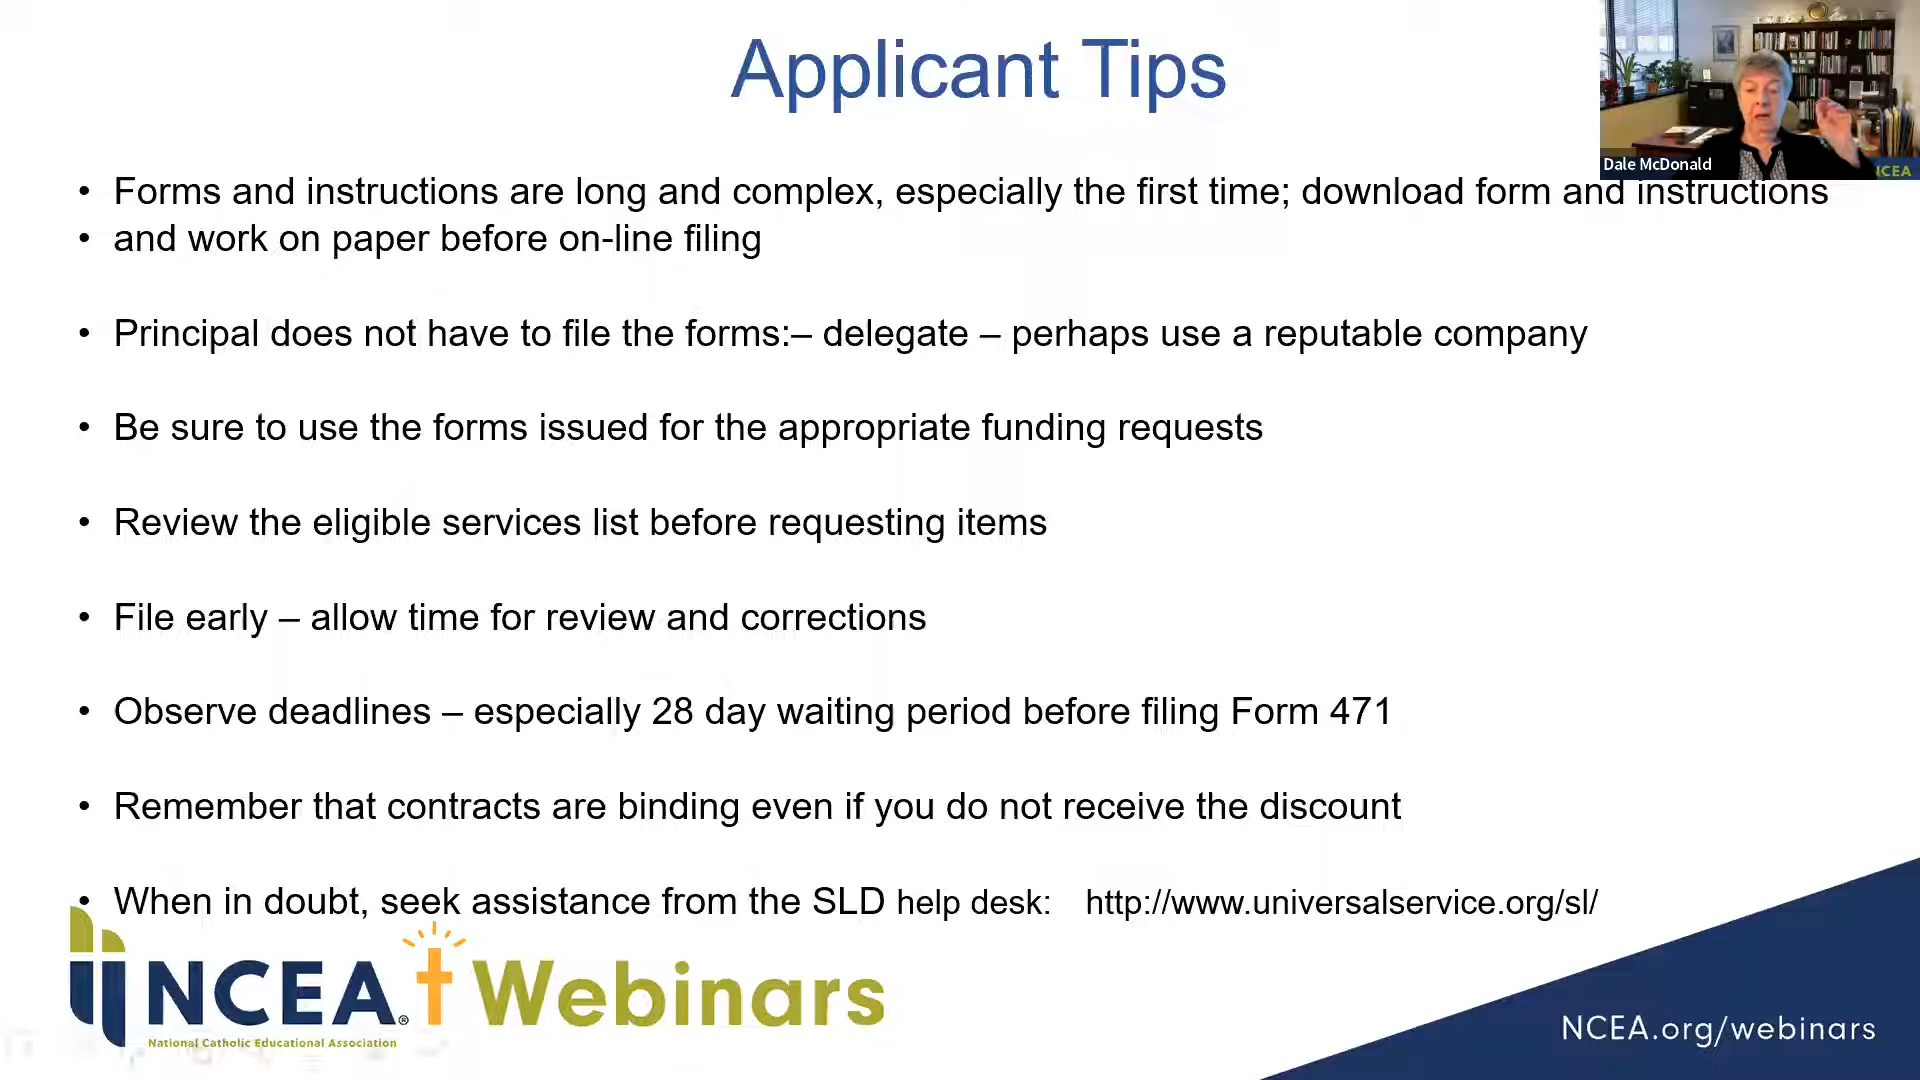 Applicant Tips
Dale McDonald
NCEA
• Forms and instructions are long and complex, especially the first time; download form and instructions
• and work on paper before on-line filing
• Principal does not have to file the forms:– delegate – perhaps use a reputable company
• Be sure to use the forms issued for the appropriate funding requests
• Review the eligible services list before requesting items
• File early – allow time for review and corrections
• Observe deadlines – especially 28 day waiting period before filing Form 471
• Remember that contracts are binding even if you do not receive the discount
• When in doubt, seek assistance from the SLD help desk: http://www.universalservice.org/sl/
NCEA® Webinars
National Catholic Educational Association
NCEA.org/webinars